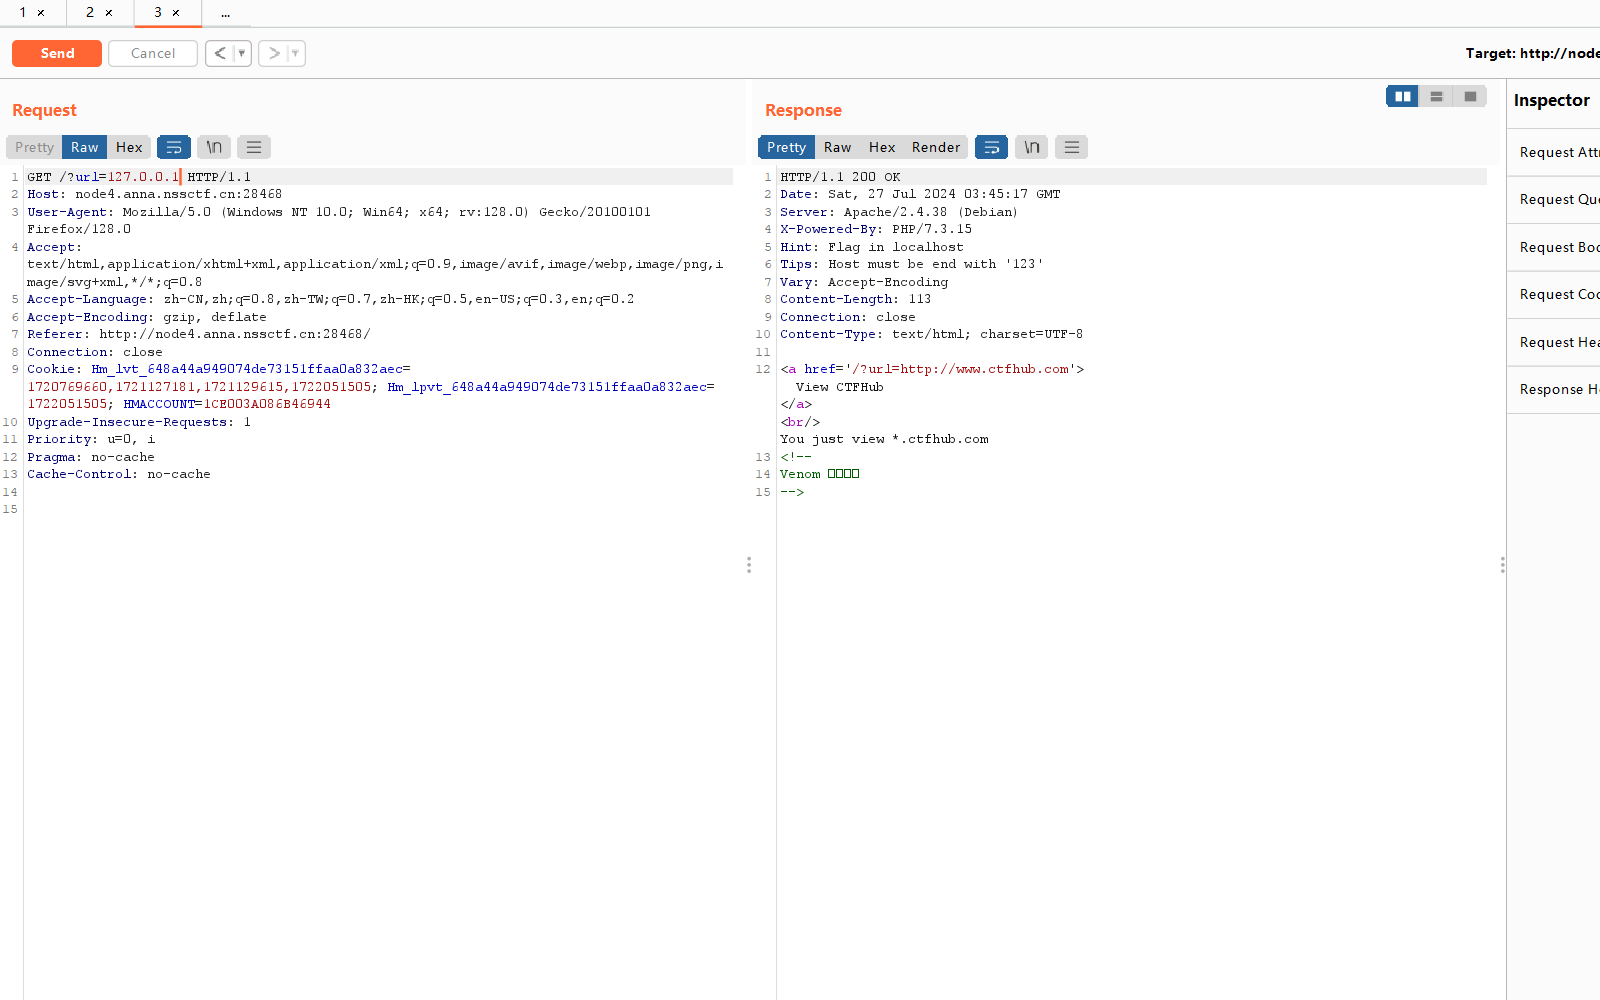 1 × 2 × 3 × ...
Send Cancel < > Target: http://node
Request
Pretty Raw Hex \n
1 GET /?url=127.0.0.1 HTTP/1.1
2 Host: node4.anna.nssctf.cn:28468
3 User-Agent: Mozilla/5.0 (Windows NT 10.0; Win64; x64; rv:128.0) Gecko/20100101
Firefox/128.0
4 Accept:
text/html,application/xhtml+xml,application/xml;q=0.9,image/avif,image/webp,image/png,i
mage/svg+xml,*/*;q=0.8
5 Accept-Language: zh-CN,zh;q=0.8,zh-TW;q=0.7,zh-HK;q=0.5,en-US;q=0.3,en;q=0.2
6 Accept-Encoding: gzip, deflate
7 Referer: http://node4.anna.nssctf.cn:28468/
8 Connection: close
9 Cookie: Hm_lvt_648a44a949074de73151ffaa0a832aec=
1720769660,1721127181,1721129615,1722051505; Hm_lpvt_648a44a949074de73151ffaa0a832aec=
1722051505; HMACCOUNT=1CE003A086B46944
10 Upgrade-Insecure-Requests: 1
11 Priority: u=0, i
12 Pragma: no-cache
13 Cache-Control: no-cache
14
15
Response
Pretty Raw Hex Render \n
1 HTTP/1.1 200 OK
2 Date: Sat, 27 Jul 2024 03:45:17 GMT
3 Server: Apache/2.4.38 (Debian)
4 X-Powered-By: PHP/7.3.15
5 Hint: Flag in localhost
6 Tips: Host must be end with '123'
7 Vary: Accept-Encoding
8 Content-Length: 113
9 Connection: close
10 Content-Type: text/html; charset=UTF-8
11
12 <a href='/?url=http://www.ctfhub.com'>
View CTFHub
</a>
<br/>
You just view *.ctfhub.com
13 <!--
14 Venom □□□□
15 -->
Inspector
Request Attr
Request Que
Request Bod
Request Coo
Request Hea
Response He